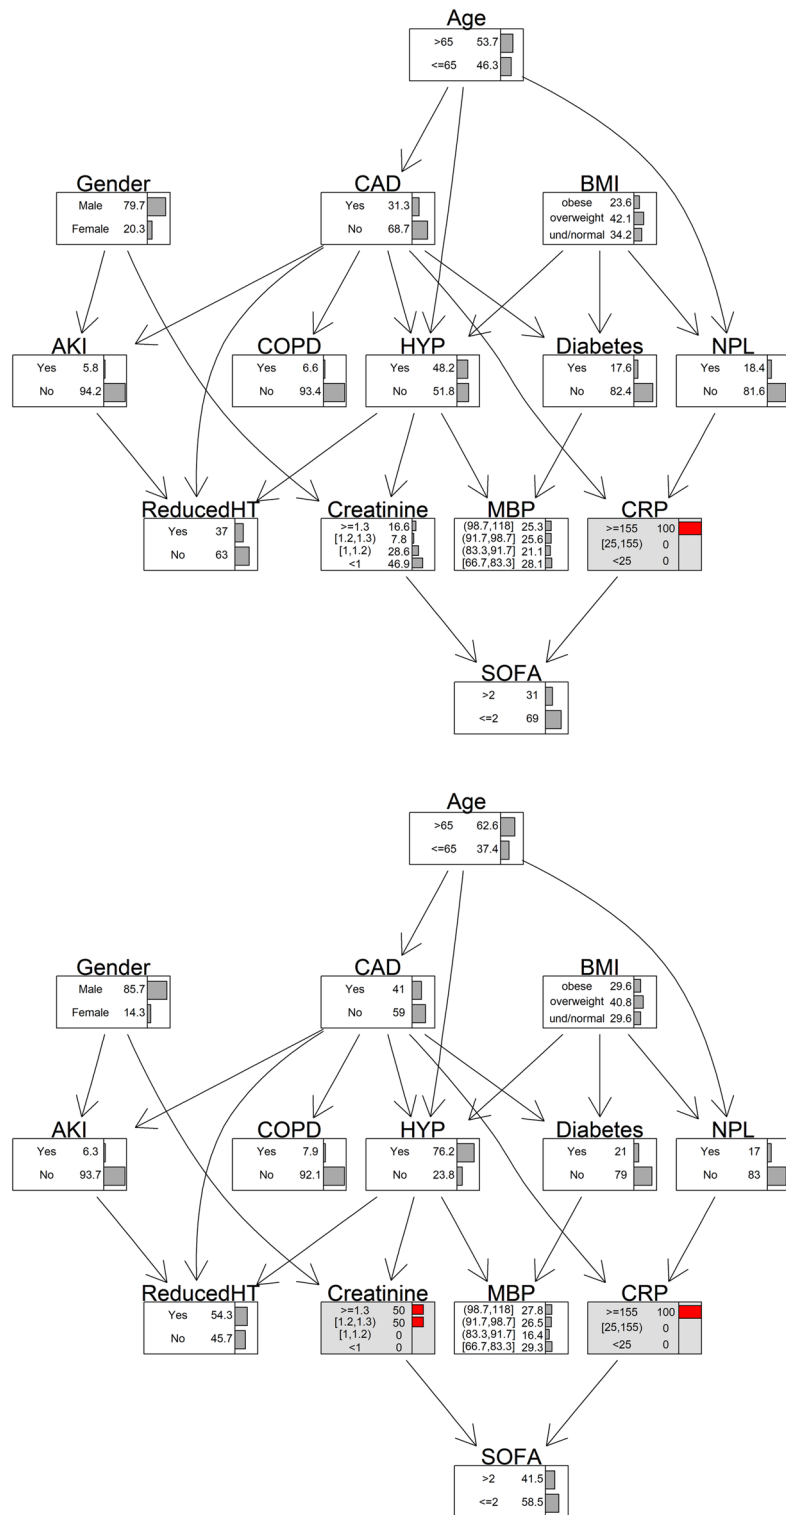 Age
>65 53.7
<=65 46.3
Gender
Male 79.7
Female 20.3
CAD
Yes 31.3
No 68.7
BMI
obese 23.6
overweight 42.1
und/normal 34.2
AKI
Yes 5.8
No 94.2
COPD
Yes 6.6
No 93.4
HYP
Yes 48.2
No 51.8
Diabetes
Yes 17.6
No 82.4
NPL
Yes 18.4
No 81.6
ReducedHT
Yes 37
No 63
Creatinine
>=1.3 16.6
[1.2,1.3) 7.8
[1,1.2) 28.6
<1 46.9
MBP
(98.7,118] 25.3
(91.7,98.7] 25.6
(83.3,91.7] 21.1
[66.7,83.3] 28.1
CRP
>=155 100
[25,155) 0
<25 0
SOFA
>2 31
<=2 69
Age
>65 62.6
<=65 37.4
Gender
Male 85.7
Female 14.3
CAD
Yes 41
No 59
BMI
obese 29.6
overweight 40.8
und/normal 29.6
AKI
Yes 6.3
No 93.7
COPD
Yes 7.9
No 92.1
HYP
Yes 76.2
No 23.8
Diabetes
Yes 21
No 79
NPL
Yes 17
No 83
ReducedHT
Yes 54.3
No 45.7
Creatinine
>=1.3 50
[1.2,1.3) 50
[1,1.2) 0
<1 0
MBP
(98.7,118] 27.8
(91.7,98.7] 26.5
(83.3,91.7] 16.4
[66.7,83.3] 29.3
CRP
>=155 100
[25,155) 0
<25 0
SOFA
>2 41.5
<=2 58.5